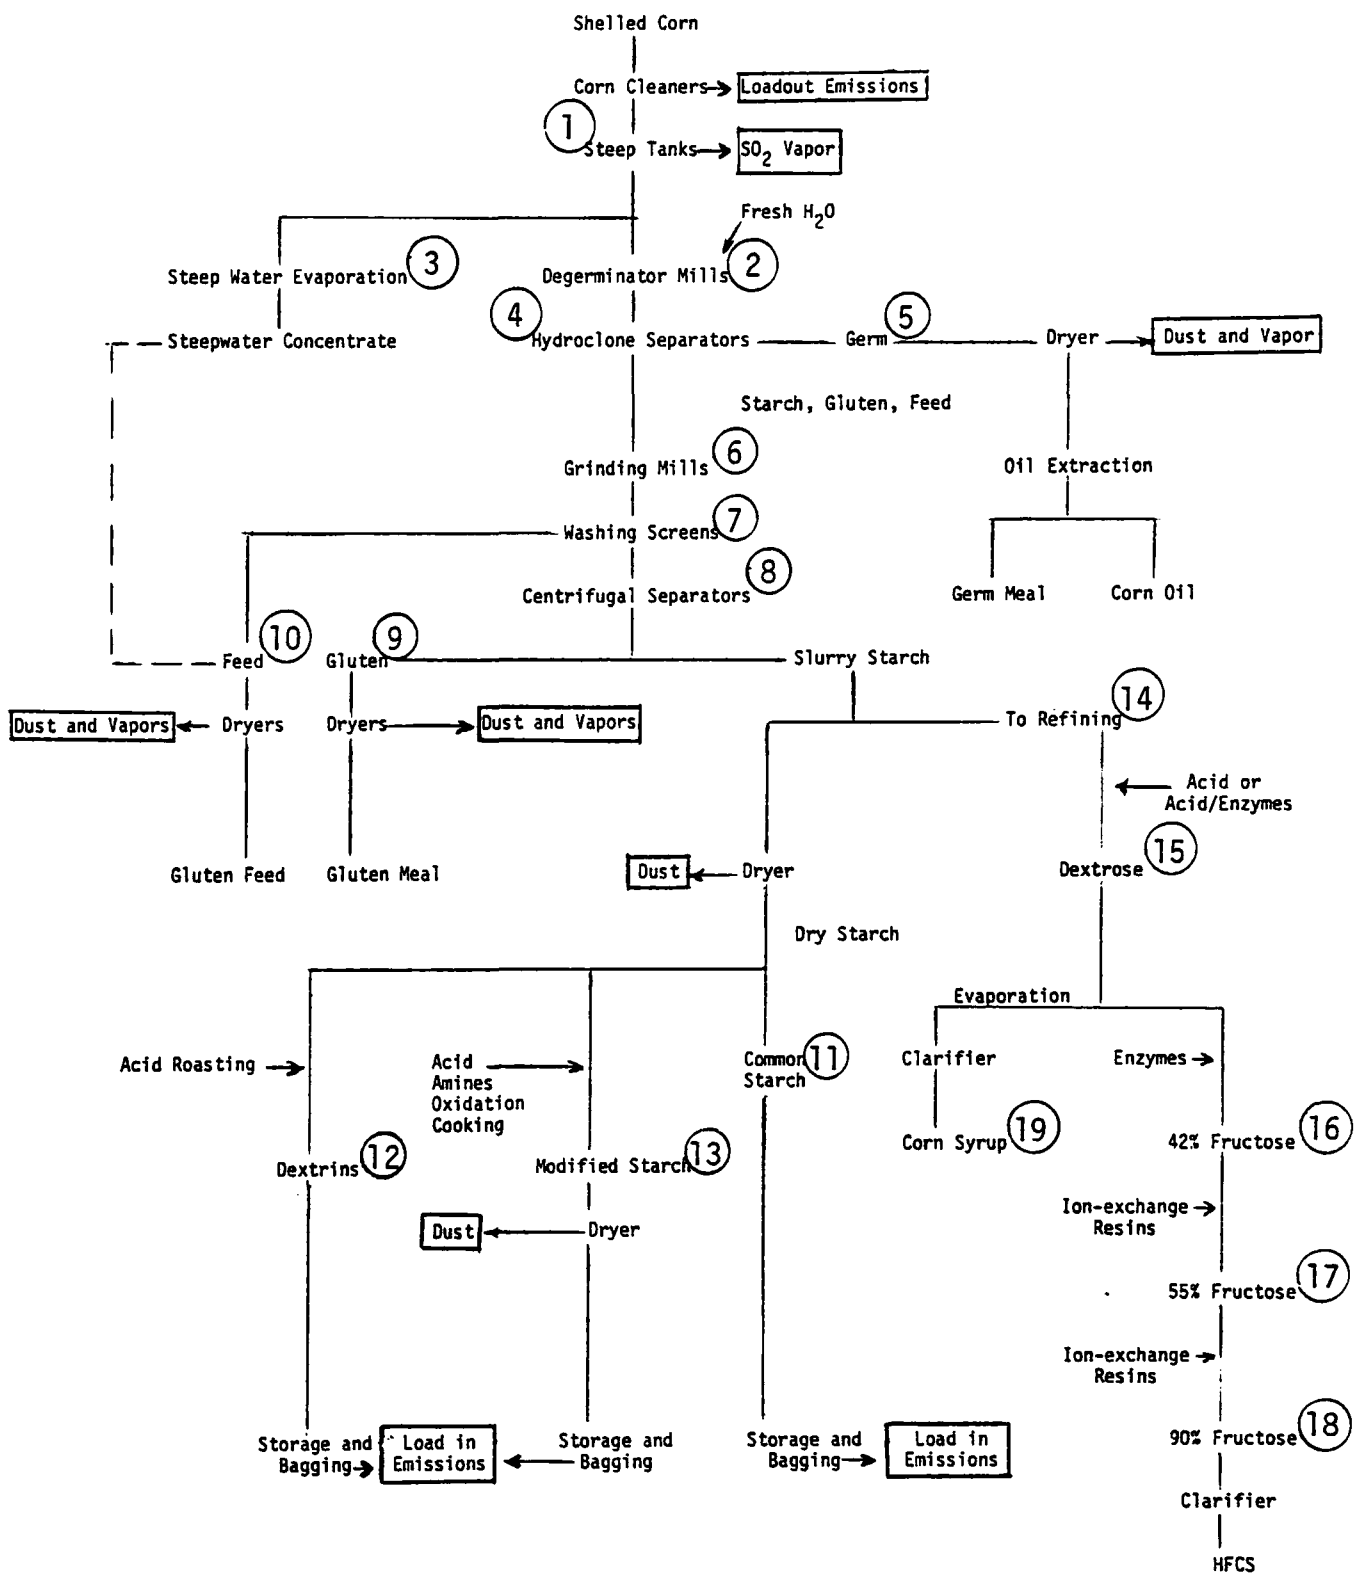 Shelled Corn
Corn Cleaners
Loadout Emissions
1
Steep Tanks
SO2 Vapor
Fresh H2O
Steep Water Evaporation
3
Degerminator Mills
2
Steepwater Concentrate
4
Hydroclone Separators
Germ
5
Dryer
Dust and Vapor
Starch, Gluten, Feed
Grinding Mills
6
Oil Extraction
Washing Screens
7
Centrifugal Separators
8
Germ Meal
Corn Oil
Feed
10
Gluten
9
Slurry Starch
Dust and Vapors
Dryers
Dryers
Dust and Vapors
To Refining
14
Acid or
Acid/Enzymes
Gluten Feed
Gluten Meal
Dust
Dryer
Dextrose
15
Dry Starch
Evaporation
Acid Roasting
Acid
Amines
Oxidation
Cooking
Common
Starch
11
Clarifier
Enzymes
Dextrins
12
Modified Starch
13
Corn Syrup
19
42% Fructose
16
Ion-exchange
Resins
Dust
Dryer
55% Fructose
17
Ion-exchange
Resins
Storage and
Bagging
Load in
Emissions
Storage and
Bagging
Storage and
Bagging
Load in
Emissions
90% Fructose
18
Clarifier
HFCS